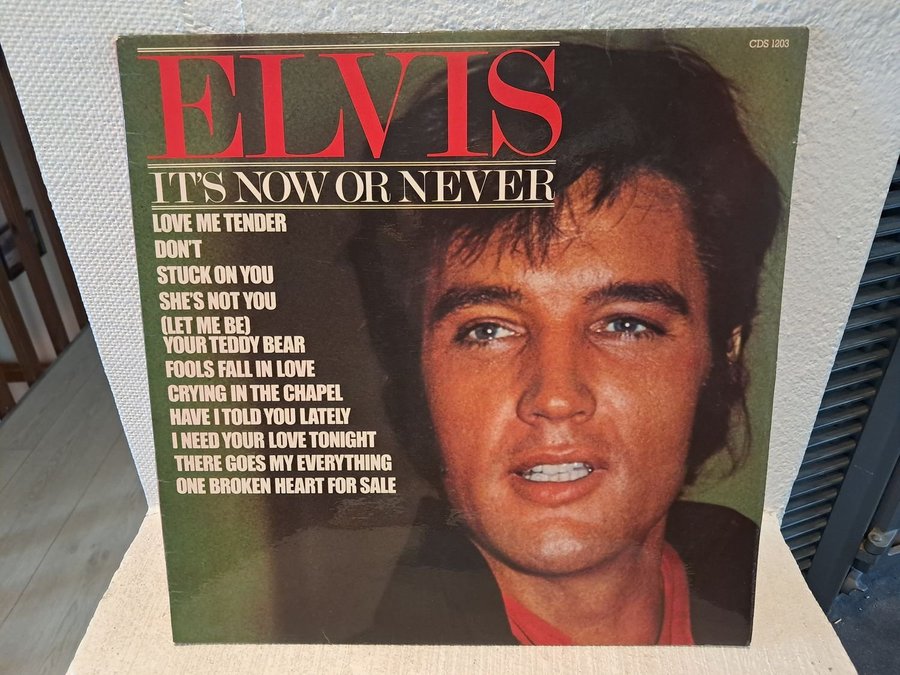 CDS 1203
ELVIS
IT'S NOW OR NEVER
LOVE ME TENDER
DON'T
STUCK ON YOU
SHE'S NOT YOU
(LET ME BE)
YOUR TEDDY BEAR
FOOLS FALL IN LOVE
CRYING IN THE CHAPEL
HAVE I TOLD YOU LATELY
I NEED YOUR LOVE TONIGHT
THERE GOES MY EVERYTHING
ONE BROKEN HEART FOR SALE